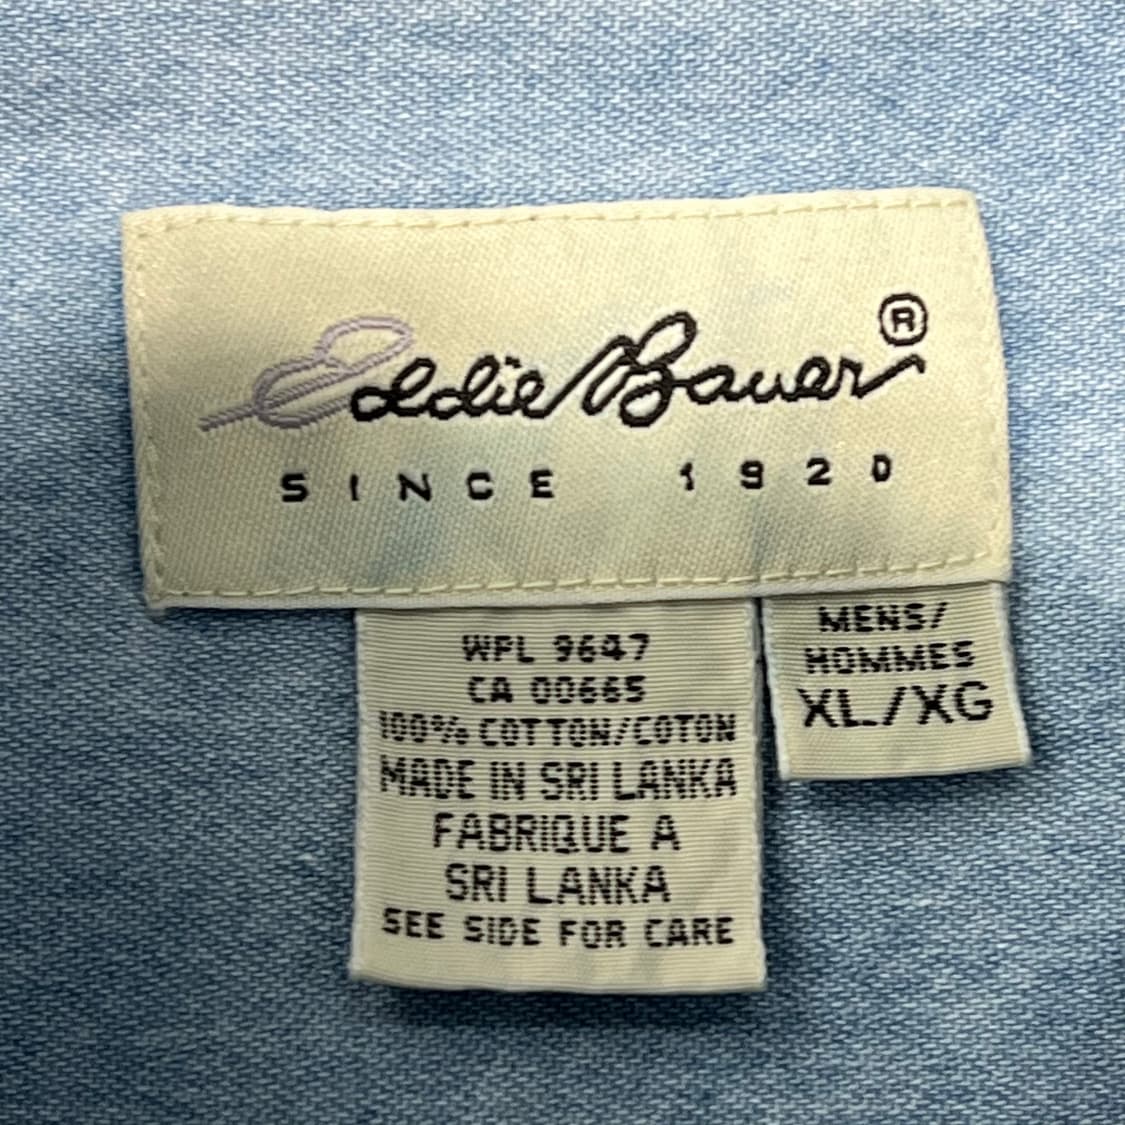 Eddie Bauer®
SINCE 1920
WPL 9647
CA 00665
100% COTTON/COTON
MADE IN SRI LANKA
FABRIQUE A
SRI LANKA
SEE SIDE FOR CARE
MENS/
HOMMES
XL/XG